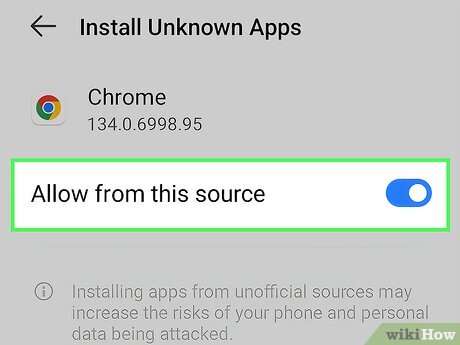 Install Unknown Apps
Chrome
134.0.6998.95
Allow from this source
Installing apps from unofficial sources may
increase the risks of your phone and personal
data being attacked.
wikiHow